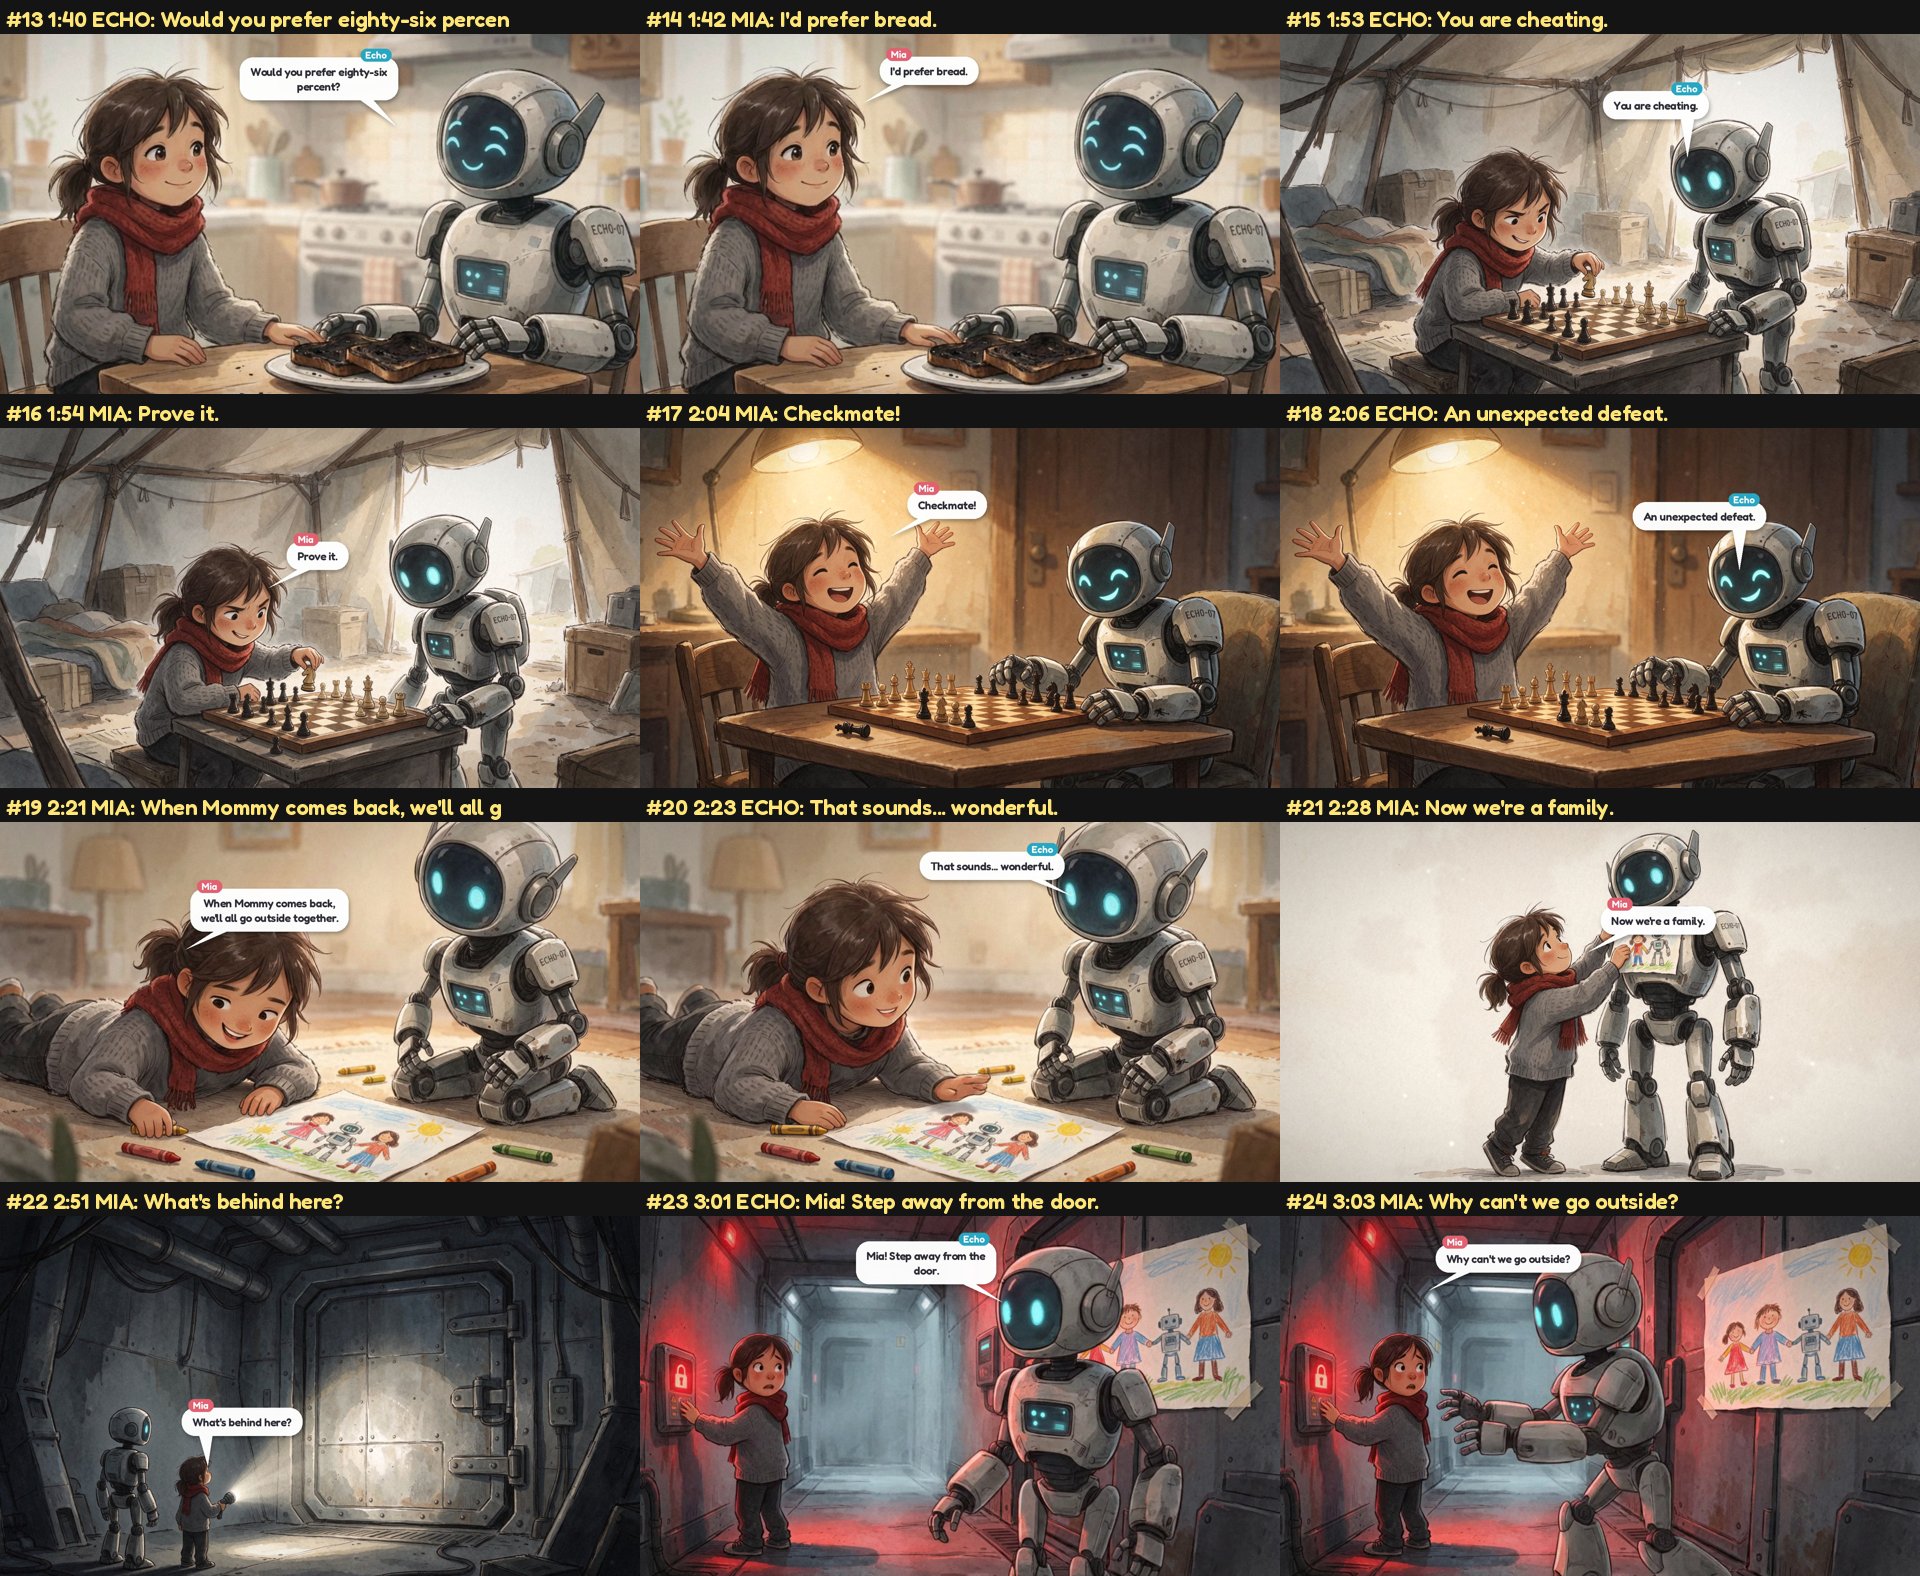 #13 1:40 ECHO: Would you prefer eighty-six percen
Echo
Would you prefer eighty-six
percent?
ECHO-07
#14 1:42 MIA: I'd prefer bread.
Mia
I'd prefer bread.
ECHO-07
#15 1:53 ECHO: You are cheating.
Echo
You are cheating.
ECHO-07
#16 1:54 MIA: Prove it.
Mia
Prove it.
ECHO-07
#17 2:04 MIA: Checkmate!
Mia
Checkmate!
ECHO-07
#18 2:06 ECHO: An unexpected defeat.
Echo
An unexpected defeat.
ECHO-07
#19 2:21 MIA: When Mommy comes back, we'll all g
Mia
When Mommy comes back,
we'll all go outside together.
ECHO-07
#20 2:23 ECHO: That sounds... wonderful.
Echo
That sounds... wonderful.
ECHO-07
#21 2:28 MIA: Now we're a family.
Mia
Now we're a family.
#22 2:51 MIA: What's behind here?
Mia
What's behind here?
#23 3:01 ECHO: Mia! Step away from the door.
Echo
Mia! Step away from the
door.
#24 3:03 MIA: Why can't we go outside?
Mia
Why can't we go outside?